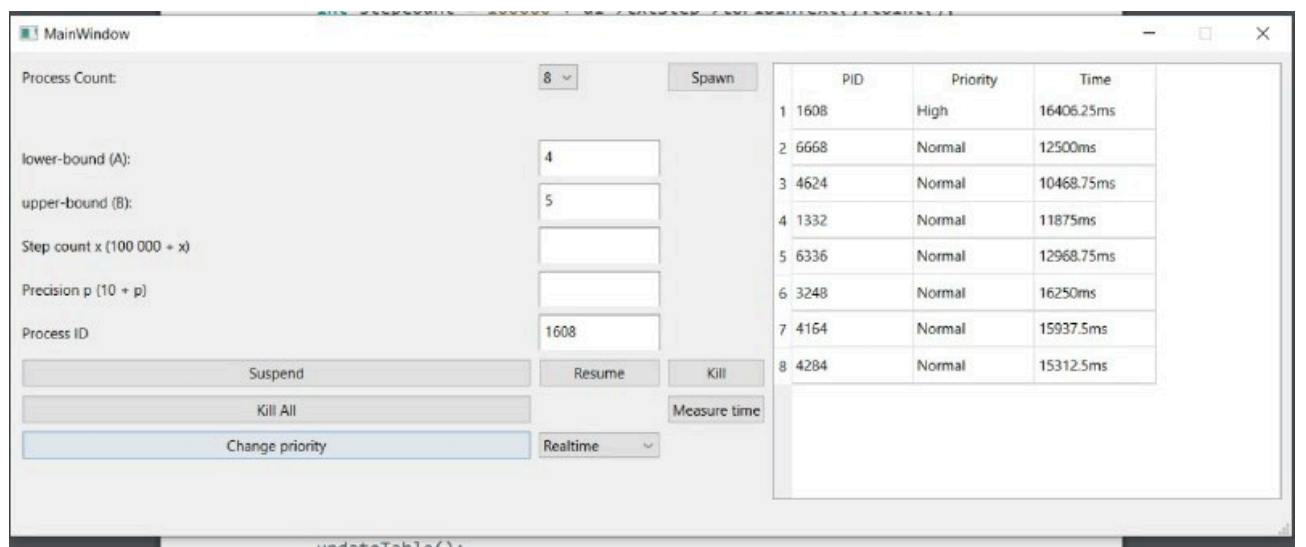 MainWindow
Process Count:
8
Spawn
lower-bound (A):
4
upper-bound (B):
5
Step count x (100 000 + x)
Precision p (10 + p)
Process ID
1608
Suspend
Resume
Kill
Kill All
Measure time
Change priority
Realtime
PID Priority Time
1 1608 High 16406.25ms
2 6668 Normal 12500ms
3 4624 Normal 10468.75ms
4 1332 Normal 11875ms
5 6336 Normal 12968.75ms
6 3248 Normal 16250ms
7 4164 Normal 15937.5ms
8 4284 Normal 15312.5ms
updateTable();